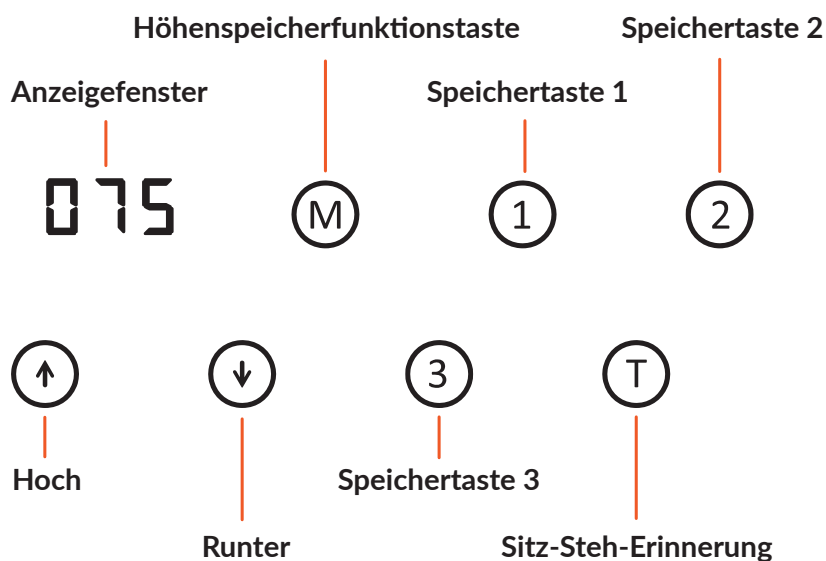 Höhenspeicherfunktionstaste Speichertaste 2
Anzeigefenster Speichertaste 1
075 M 1 2
↑ ↓ 3 T
Hoch Speichertaste 3
Runter Sitz-Steh-Erinnerung